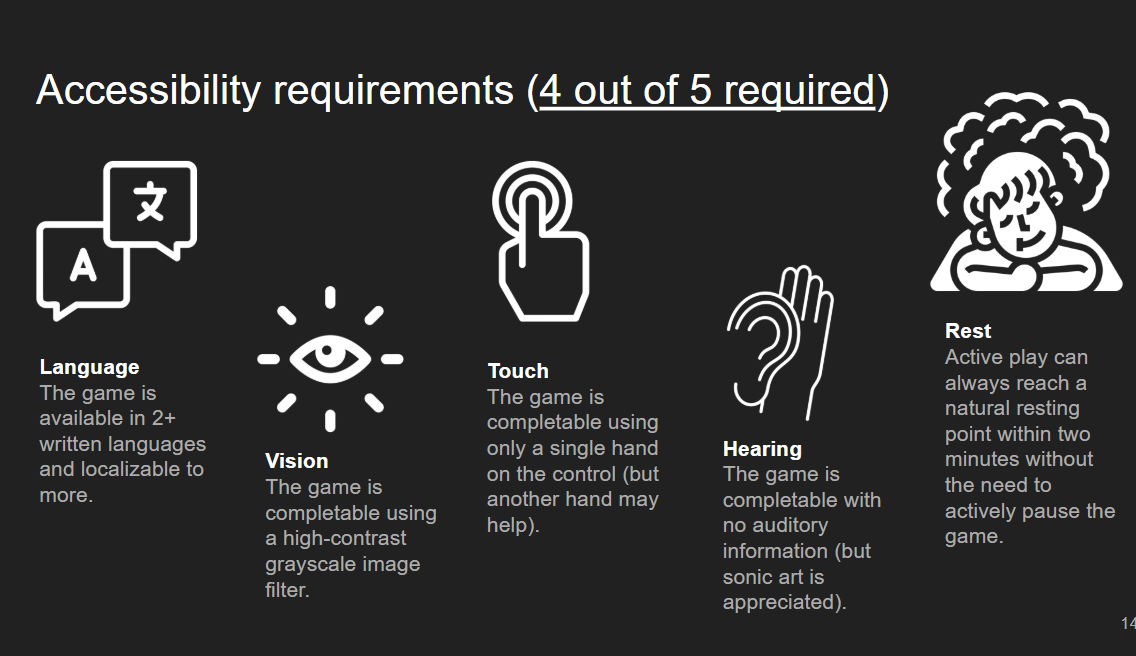 Accessibility requirements (4 out of 5 required)
文
A
Language
The game is
available in 2+
written languages
and localizable to
more.
Vision
The game is
completable using
a high-contrast
grayscale image
filter.
Touch
The game is
completable using
only a single hand
on the control (but
another hand may
help).
Hearing
The game is
completable with
no auditory
information (but
sonic art is
appreciated).
Rest
Active play can
always reach a
natural resting
point within two
minutes without
the need to
actively pause the
game.
14